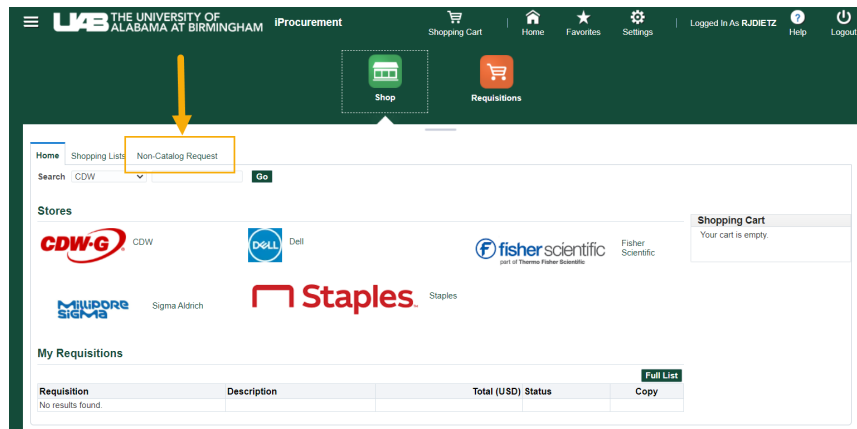 UAB THE UNIVERSITY OF
ALABAMA AT BIRMINGHAM
iProcurement
Shopping Cart
Home
Favorites
Settings
Logged In As RJDIETZ
Help
Logout
Shop
Requisitions
Home Shopping Lists Non-Catalog Request
Search CDW Go
Stores
CDW·G CDW
DELL Dell
fisher scientific
part of Thermo Fisher Scientific
Fisher
Scientific
Shopping Cart
Your cart is empty.
MILLIPORE
SIGMA
Sigma Aldrich
Staples
Staples
My Requisitions
Full List
Requisition Description Total (USD) Status Copy
No results found.